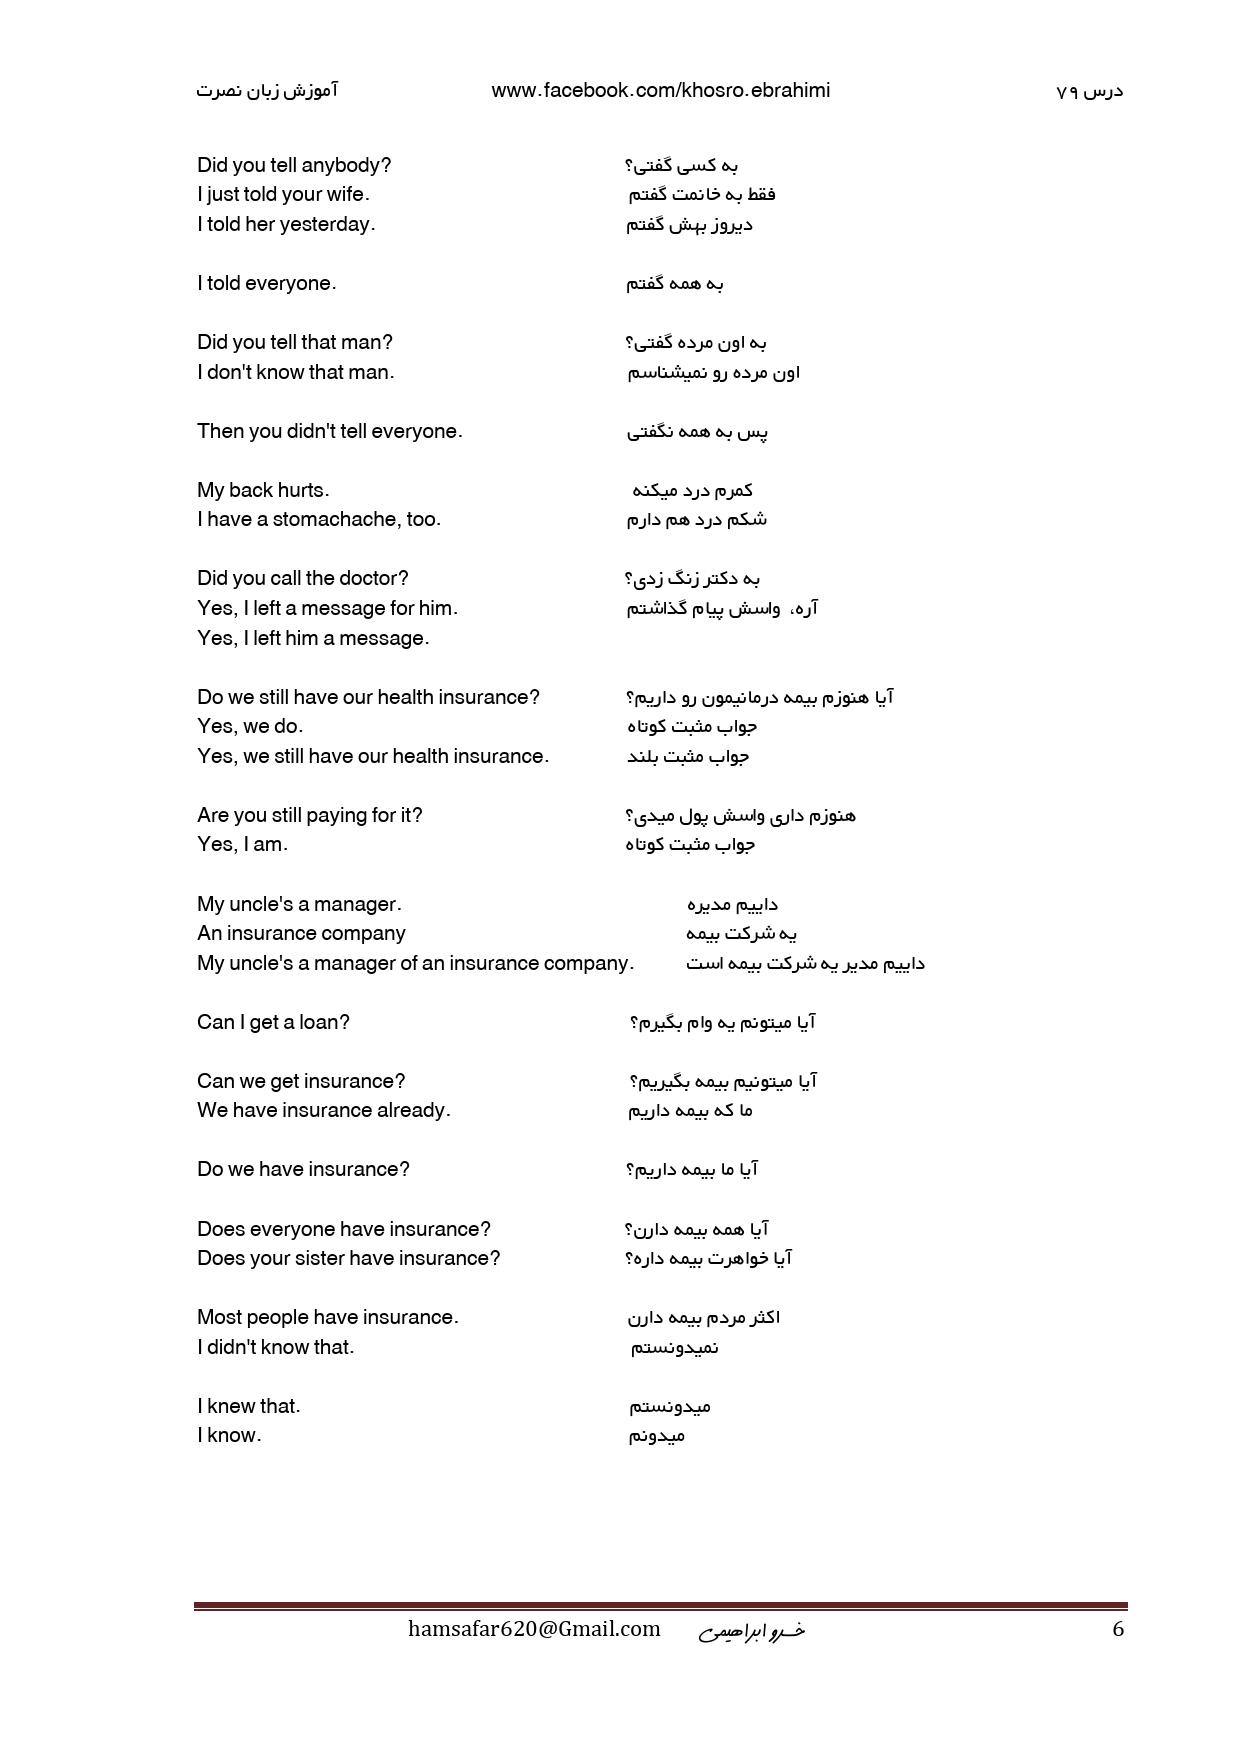 آموزش زبان نصرت www.facebook.com/khosro.ebrahimi درس ۷۹
Did you tell anybody? به کسی گفتی؟
I just told your wife. فقط به خانمت گفتم
I told her yesterday. دیروز بهش گفتم
I told everyone. به همه گفتم
Did you tell that man? به اون مرده گفتی؟
I don't know that man. اون مرده رو نمیشناسم
Then you didn't tell everyone. پس به همه نگفتی
My back hurts. کمرم درد میکنه
I have a stomachache, too. شکم درد هم دارم
Did you call the doctor? به دکتر زنگ زدی؟
Yes, I left a message for him. آره، واسش پیام گذاشتم
Yes, I left him a message.
Do we still have our health insurance? آیا هنوزم بیمه درمانیمون رو داریم؟
Yes, we do. جواب مثبت کوتاه
Yes, we still have our health insurance. جواب مثبت بلند
Are you still paying for it? هنوزم داری واسش پول میدی؟
Yes, I am. جواب مثبت کوتاه
My uncle's a manager. داییم مدیره
An insurance company یه شرکت بیمه
My uncle's a manager of an insurance company. داییم مدیر یه شرکت بیمه است
Can I get a loan? آیا میتونم یه وام بگیرم؟
Can we get insurance? آیا میتونیم بیمه بگیریم؟
We have insurance already. ما که بیمه داریم
Do we have insurance? آیا ما بیمه داریم؟
Does everyone have insurance? آیا همه بیمه دارن؟
Does your sister have insurance? آیا خواهرت بیمه داره؟
Most people have insurance. اکثر مردم بیمه دارن
I didn't know that. نمیدونستم
I knew that. میدونستم
I know. میدونم
hamsafar620@Gmail.com خسرو ابراهیمی 6